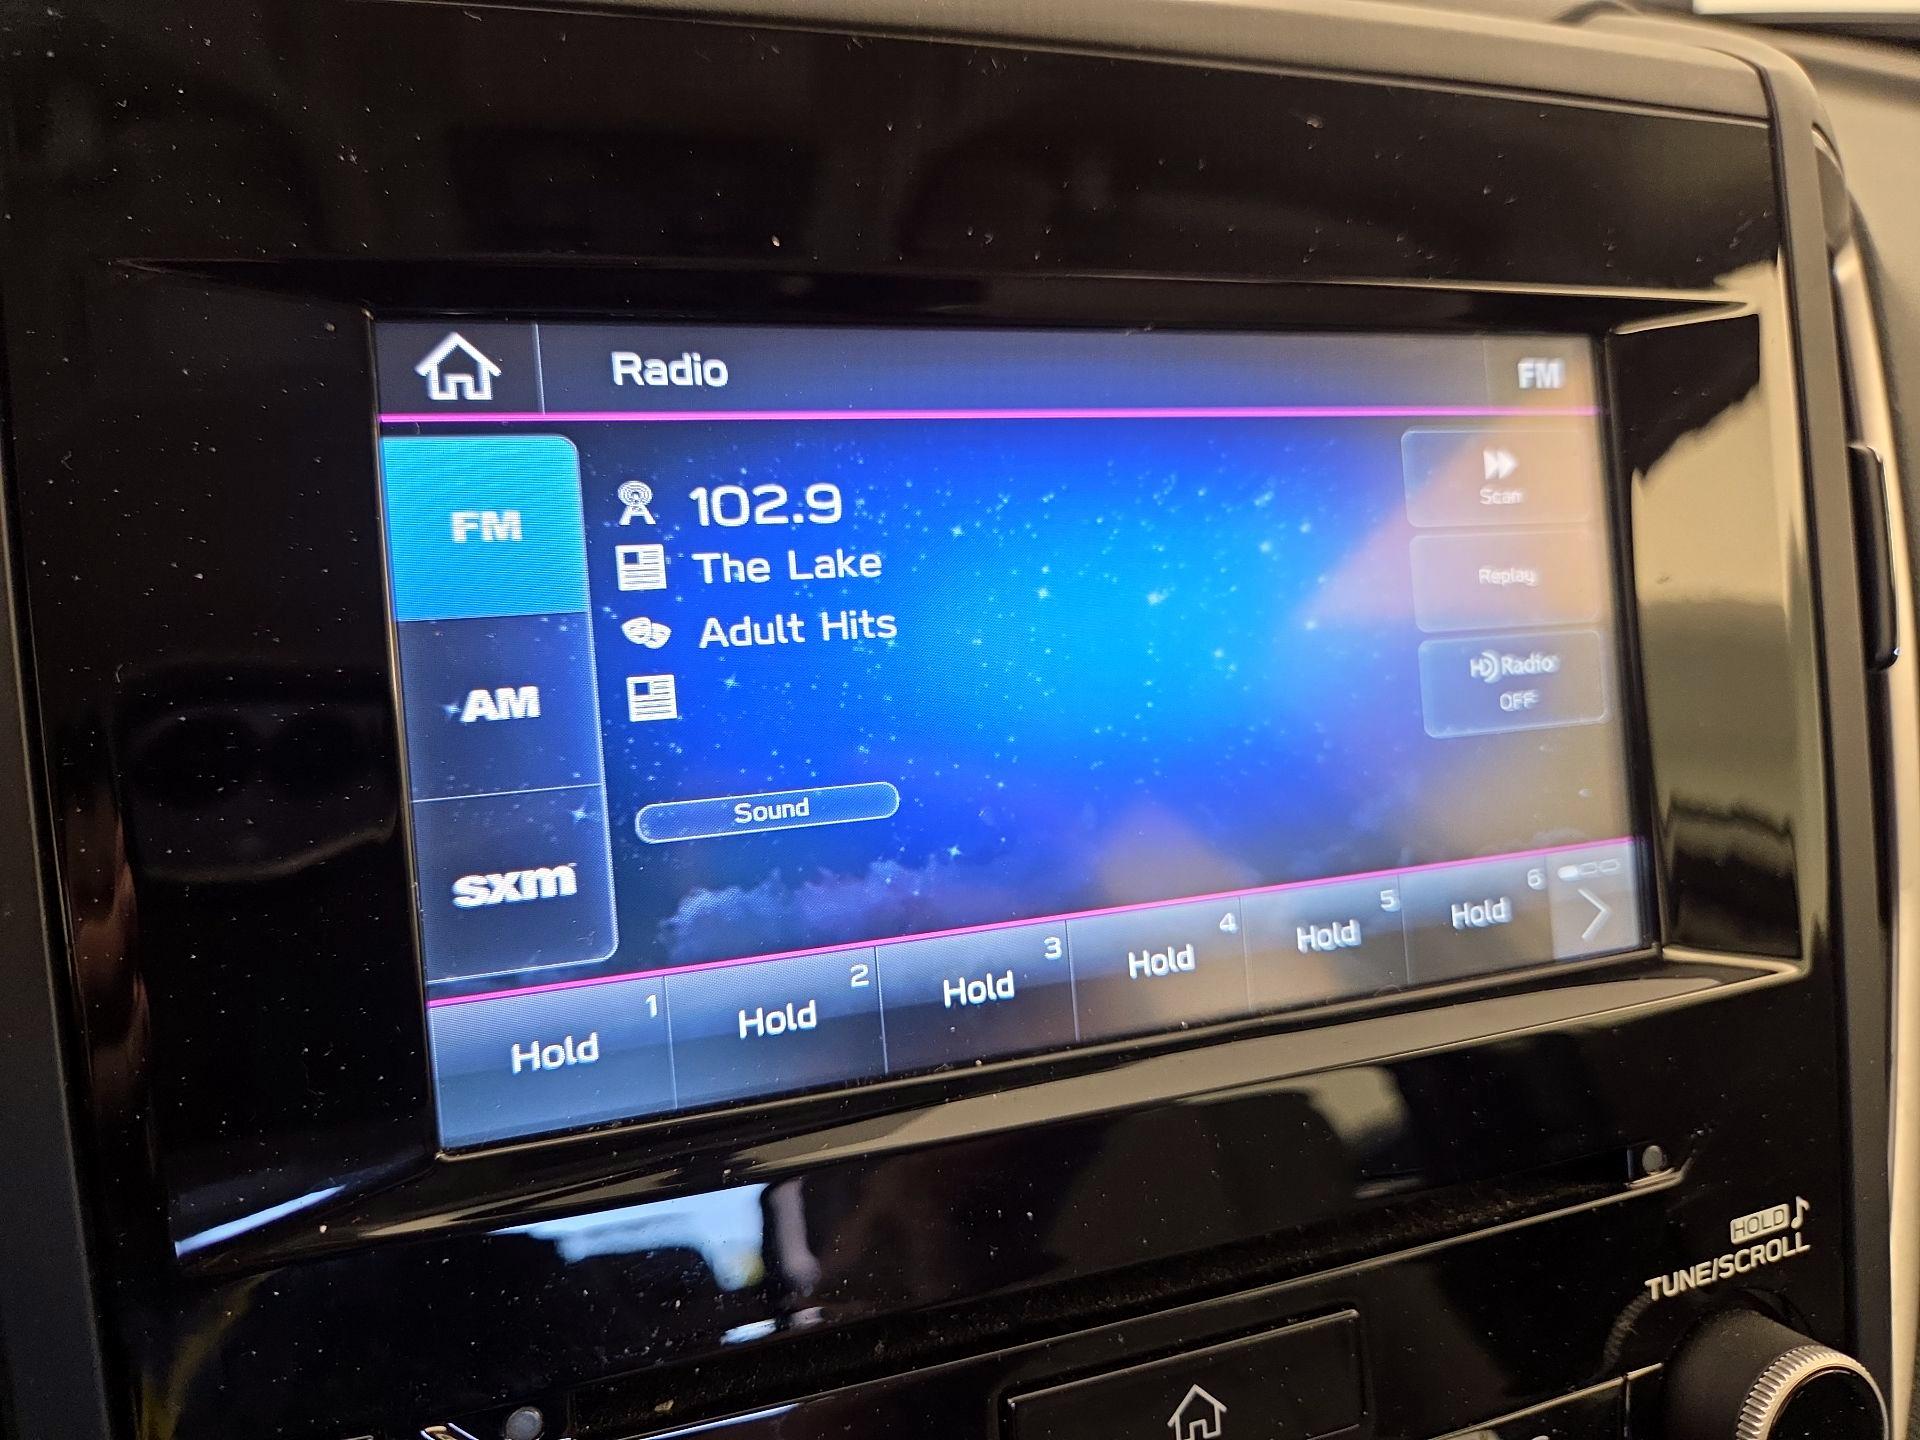 Radio
FM
FM
AM
sxm
102.9
The Lake
Adult Hits
Sound
Scan
Replay
HD Radio
OFF
Hold 1
Hold 2
Hold 3
Hold 4
Hold 5
Hold 6
HOLD
TUNE/SCROLL